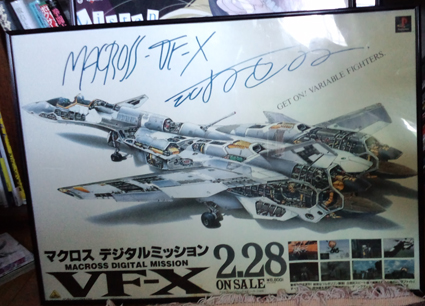 MACROSS-VF-X
GET ON! VARIABLE FIGHTERS
マクロス デジタルミッション
MACROSS DIGITAL MISSION
VF-X
2.28
ON SALE